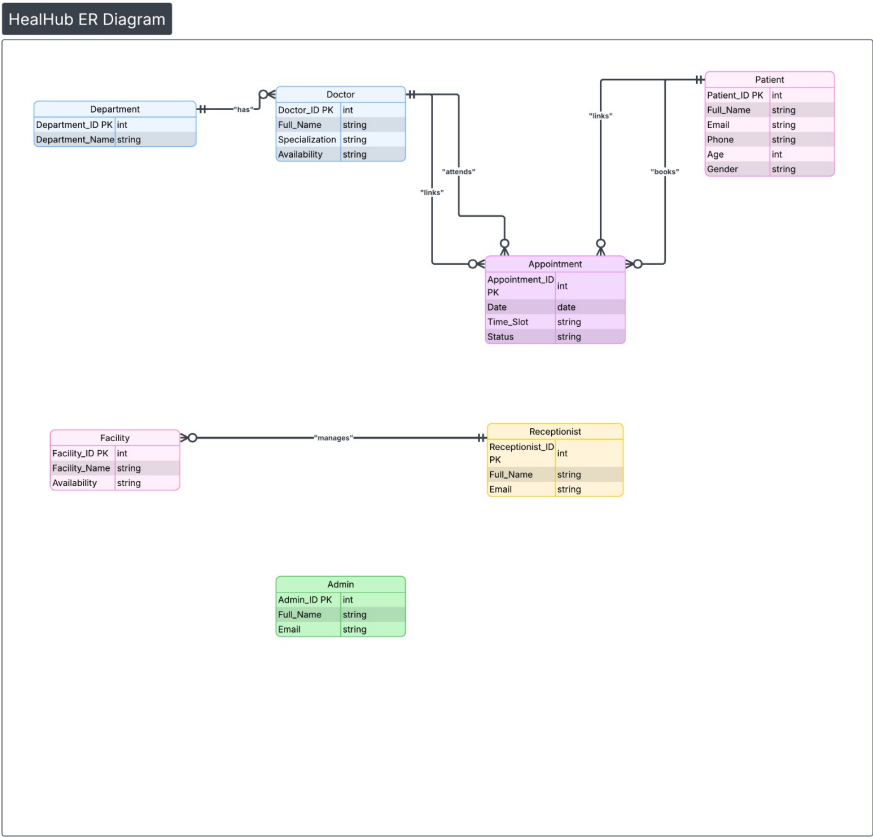 HealHub ER Diagram
Department
Department_ID PK int
Department_Name string
"has"
Doctor
Doctor_ID PK int
Full_Name string
Specialization string
Availability string
"attends"
"links"
"links"
"books"
Patient
Patient_ID PK int
Full_Name string
Email string
Phone string
Age int
Gender string
Appointment
Appointment_ID
PK
int
Date date
Time_Slot string
Status string
Facility
Facility_ID PK int
Facility_Name string
Availability string
"manages"
Receptionist
Receptionist_ID
PK
int
Full_Name string
Email string
Admin
Admin_ID PK int
Full_Name string
Email string